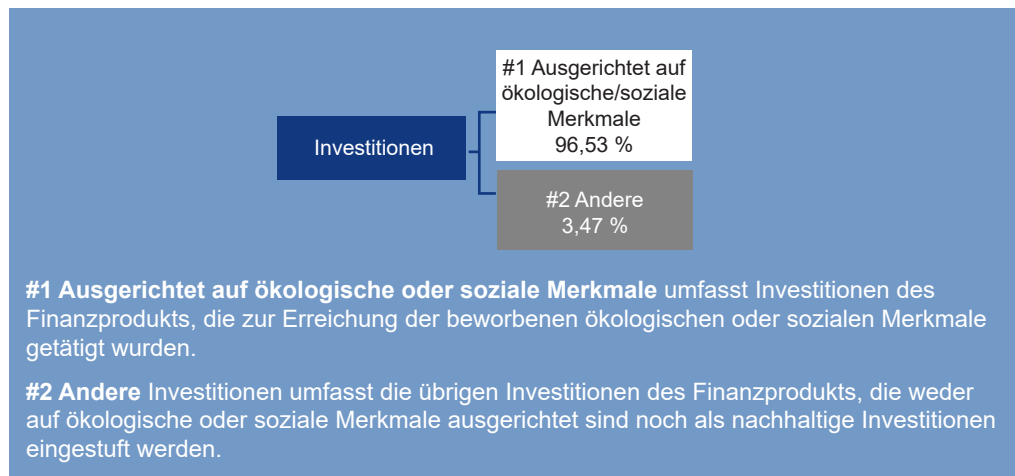 #1 Ausgerichtet auf
ökologische/soziale
Merkmale
96,53 %
Investitionen
#2 Andere
3,47 %
#1 Ausgerichtet auf ökologische oder soziale Merkmale umfasst Investitionen des
Finanzprodukts, die zur Erreichung der beworbenen ökologischen oder sozialen Merkmale
getätigt wurden.
#2 Andere Investitionen umfasst die übrigen Investitionen des Finanzprodukts, die weder
auf ökologische oder soziale Merkmale ausgerichtet sind noch als nachhaltige Investitionen
eingestuft werden.